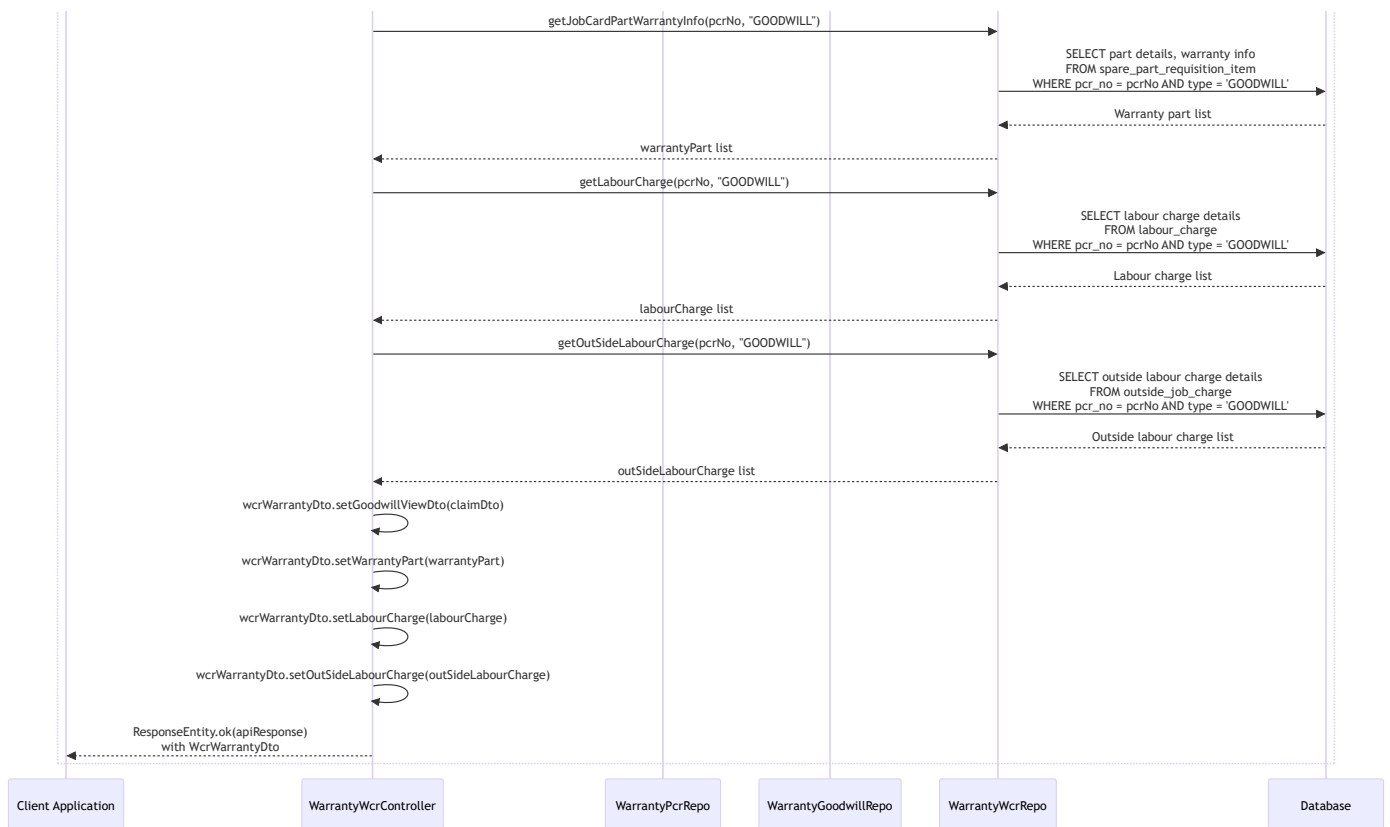 getJobCardPartWarrantyInfo(pcrNo, "GOODWILL")
SELECT part details, warranty info
FROM spare_part_requisition_item
WHERE pcr_no = pcrNo AND type = 'GOODWILL'
Warranty part list
warrantyPart list
getLabourCharge(pcrNo, "GOODWILL")
SELECT labour charge details
FROM labour_charge
WHERE pcr_no = pcrNo AND type = 'GOODWILL'
Labour charge list
labourCharge list
getOutSideLabourCharge(pcrNo, "GOODWILL")
SELECT outside labour charge details
FROM outside_job_charge
WHERE pcr_no = pcrNo AND type = 'GOODWILL'
Outside labour charge list
outSideLabourCharge list
wcrWarrantyDto.setGoodwillViewDto(claimDto)
wcrWarrantyDto.setWarrantyPart(warrantyPart)
wcrWarrantyDto.setLabourCharge(labourCharge)
wcrWarrantyDto.setOutSideLabourCharge(outSideLabourCharge)
ResponseEntity.ok(apiResponse)
with WcrWarrantyDto
Client Application
WarrantyWcrController
WarrantyPcrRepo
WarrantyGoodwillRepo
WarrantyWcrRepo
Database